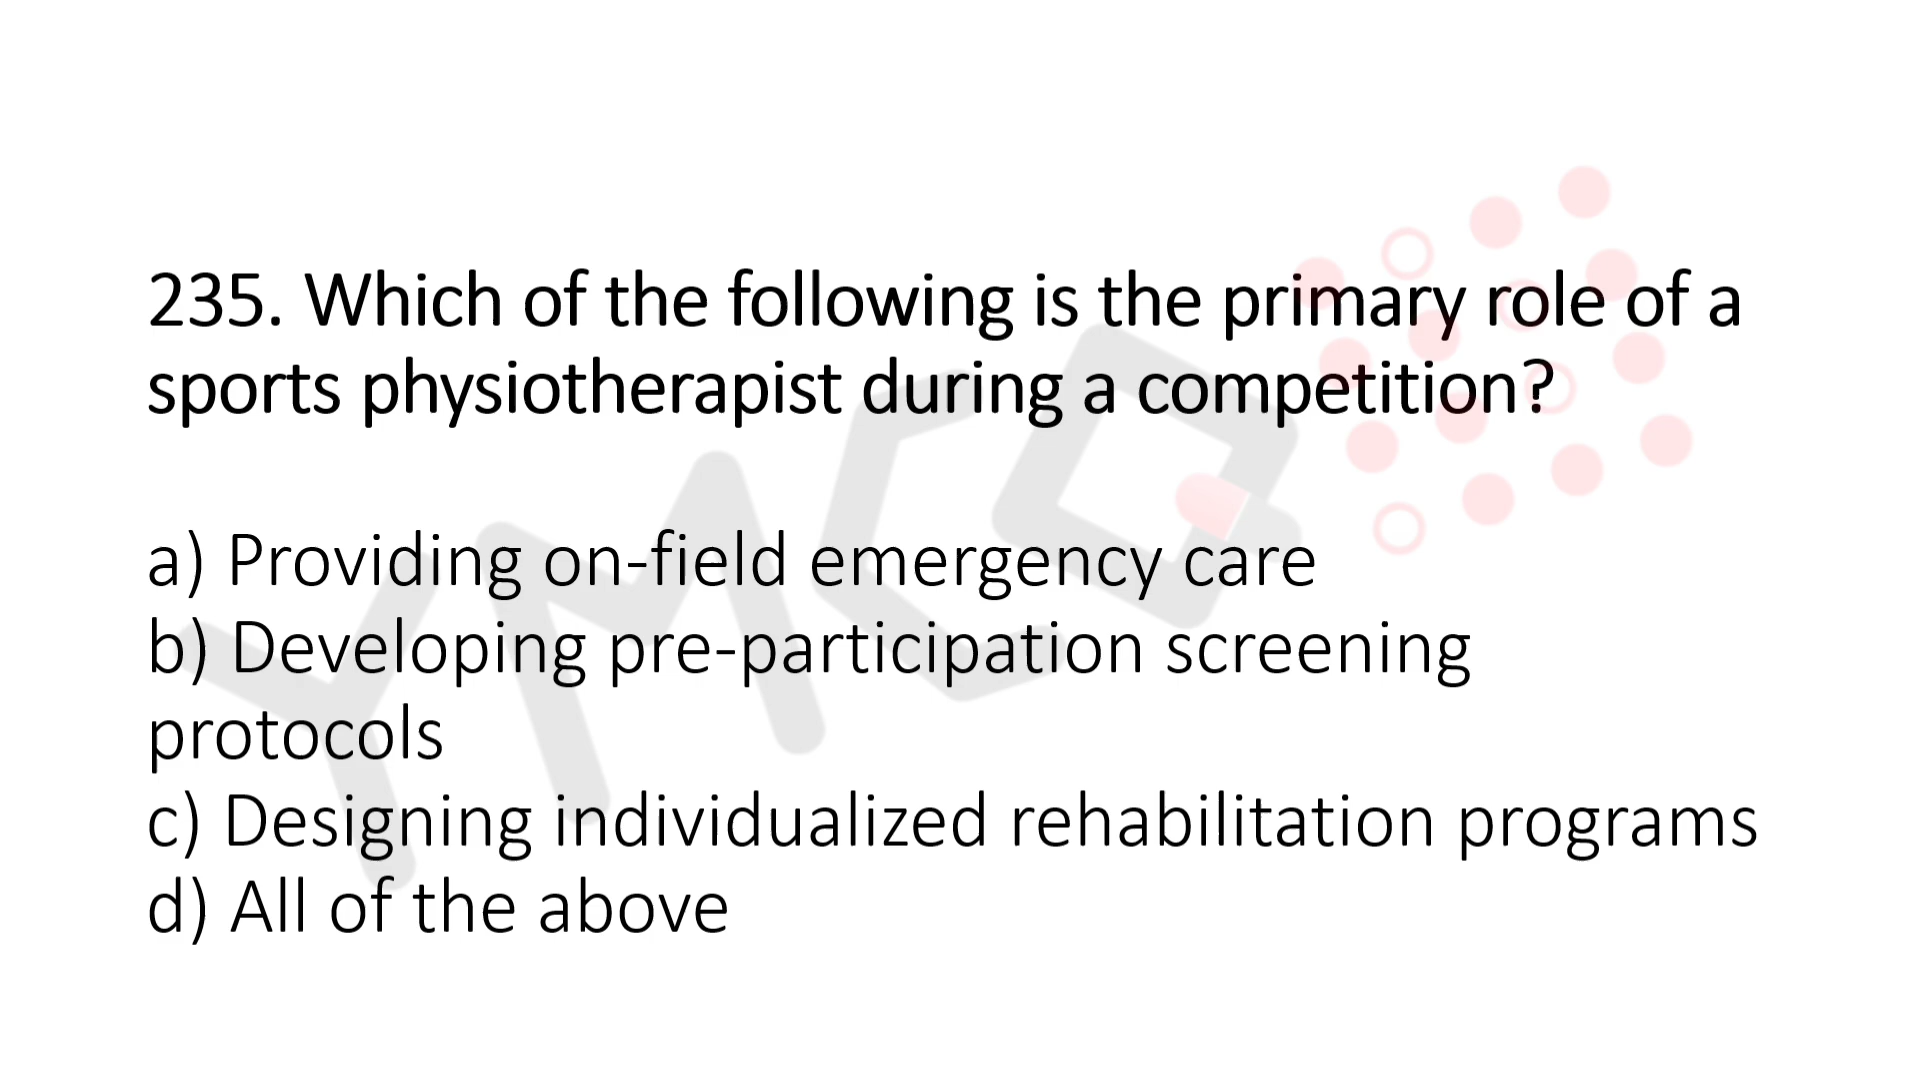 235. Which of the following is the primary role of a
sports physiotherapist during a competition?
a) Providing on-field emergency care
b) Developing pre-participation screening
protocols
c) Designing individualized rehabilitation programs
d) All of the above
YMCQ